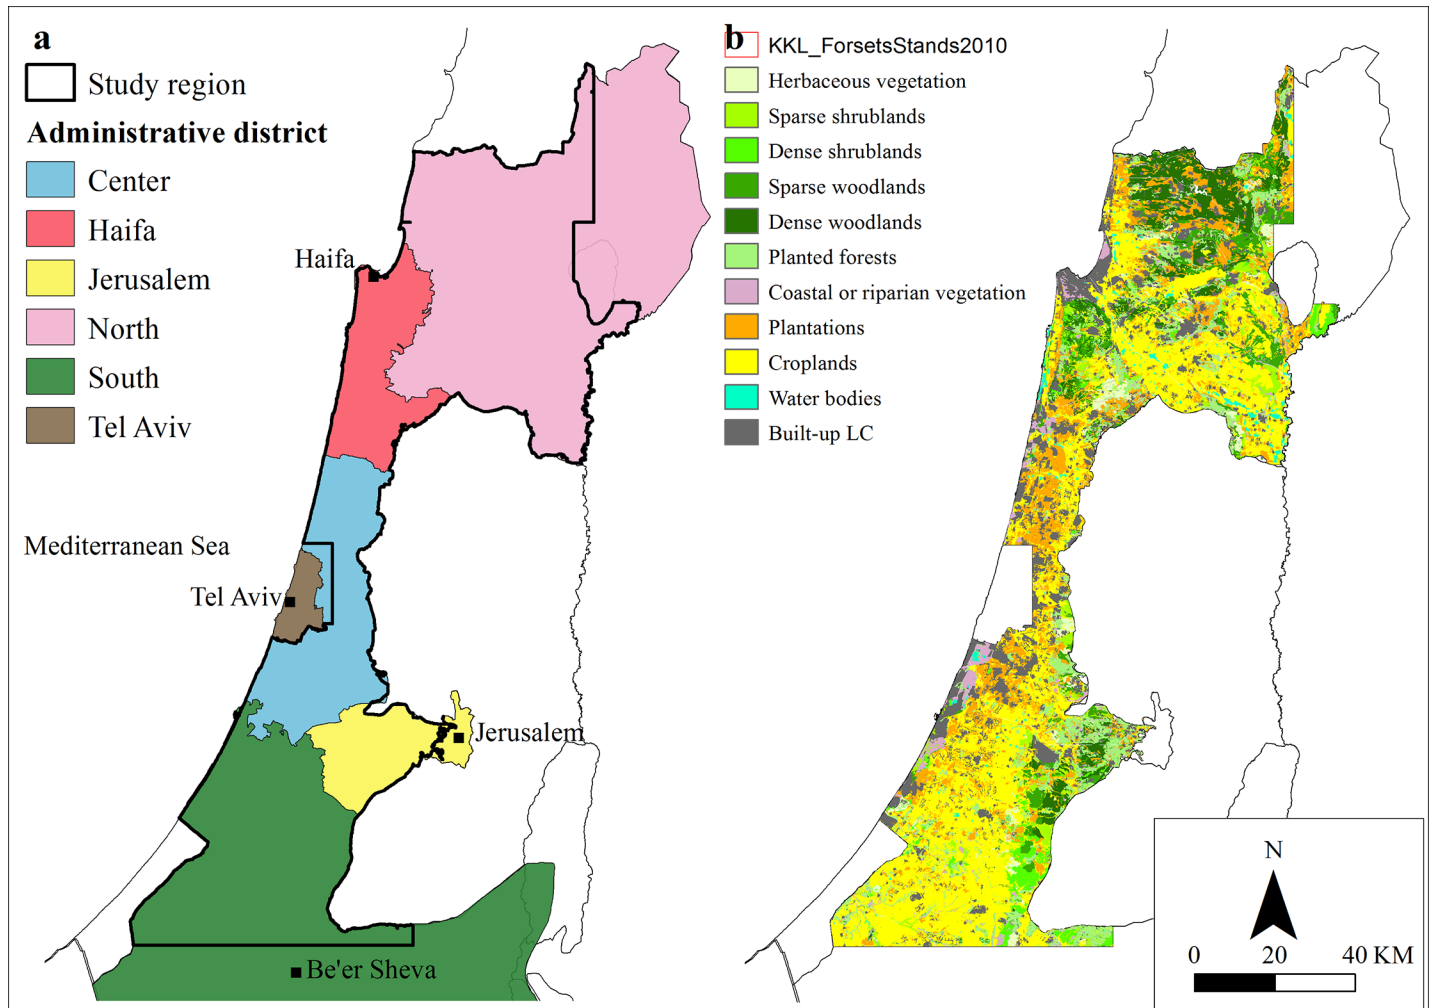 a
Study region
Administrative district
Center
Haifa
Jerusalem
North
South
Tel Aviv
Haifa
Mediterranean Sea
Tel Aviv
Jerusalem
Be'er Sheva
b
KKL_ForsetsStands2010
Herbaceous vegetation
Sparse shrublands
Dense shrublands
Sparse woodlands
Dense woodlands
Planted forests
Coastal or riparian vegetation
Plantations
Croplands
Water bodies
Built-up LC
N
0 20 40 KM